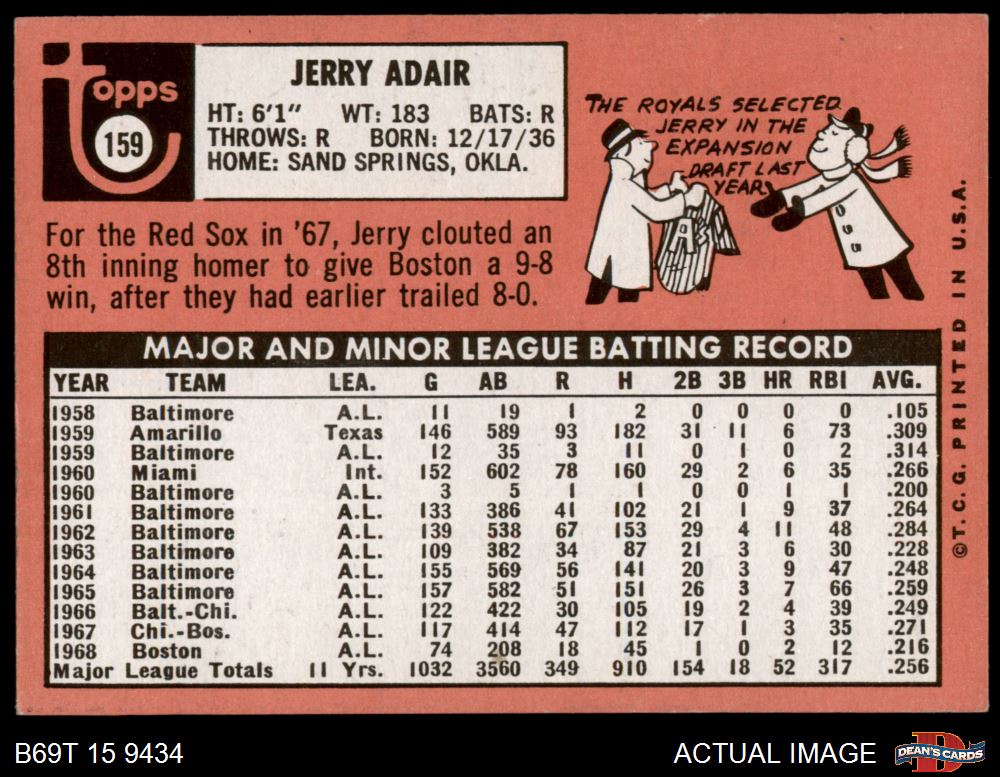 Topps
159
JERRY ADAIR
HT: 6'1" WT: 183 BATS: R
THROWS: R BORN: 12/17/36
HOME: SAND SPRINGS, OKLA.
THE ROYALS SELECTED
JERRY IN THE
EXPANSION
DRAFT LAST
YEAR.
For the Red Sox in '67, Jerry clouted an
8th inning homer to give Boston a 9-8
win, after they had earlier trailed 8-0.
MAJOR AND MINOR LEAGUE BATTING RECORD
YEAR TEAM LEA. G AB R H 2B 3B HR RBI AVG.
1958 Baltimore A.L. 11 19 1 2 0 0 0 0 .105
1959 Amarillo Texas 146 589 93 182 31 11 6 73 .309
1959 Baltimore A.L. 12 35 3 11 0 1 0 2 .314
1960 Miami Int. 152 602 78 160 29 2 6 35 .266
1960 Baltimore A.L. 3 5 1 1 0 0 1 1 .200
1961 Baltimore A.L. 133 386 41 102 21 1 9 37 .264
1962 Baltimore A.L. 139 538 67 153 29 4 11 48 .284
1963 Baltimore A.L. 109 382 34 87 21 3 6 30 .228
1964 Baltimore A.L. 155 569 56 141 20 3 9 47 .248
1965 Baltimore A.L. 157 582 51 151 26 3 7 66 .259
1966 Balt.-Chi. A.L. 122 422 30 105 19 2 4 39 .249
1967 Chi.-Bos. A.L. 117 414 47 112 17 1 3 35 .271
1968 Boston A.L. 74 208 18 45 1 0 2 12 .216
Major League Totals 11 Yrs. 1032 3560 349 910 154 18 52 317 .256
©T.C.G. PRINTED IN U.S.A.
B69T 15 9434
ACTUAL IMAGE
DEAN'S CARDS